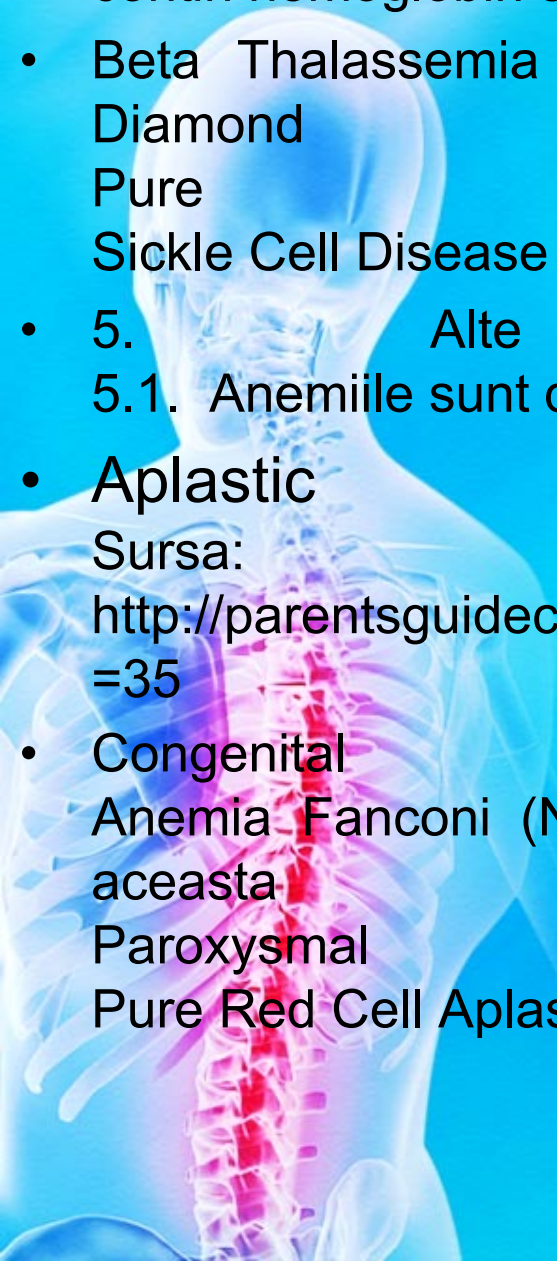 • Beta Thalassemia
Diamond
Pure
Sickle Cell Disease
• 5. Alte
5.1. Anemiile sunt
• Aplastic
Sursa:
http://parentsguidec
=35
• Congenital
Anemia Fanconi (N
aceasta
Paroxysmal
Pure Red Cell Aplas